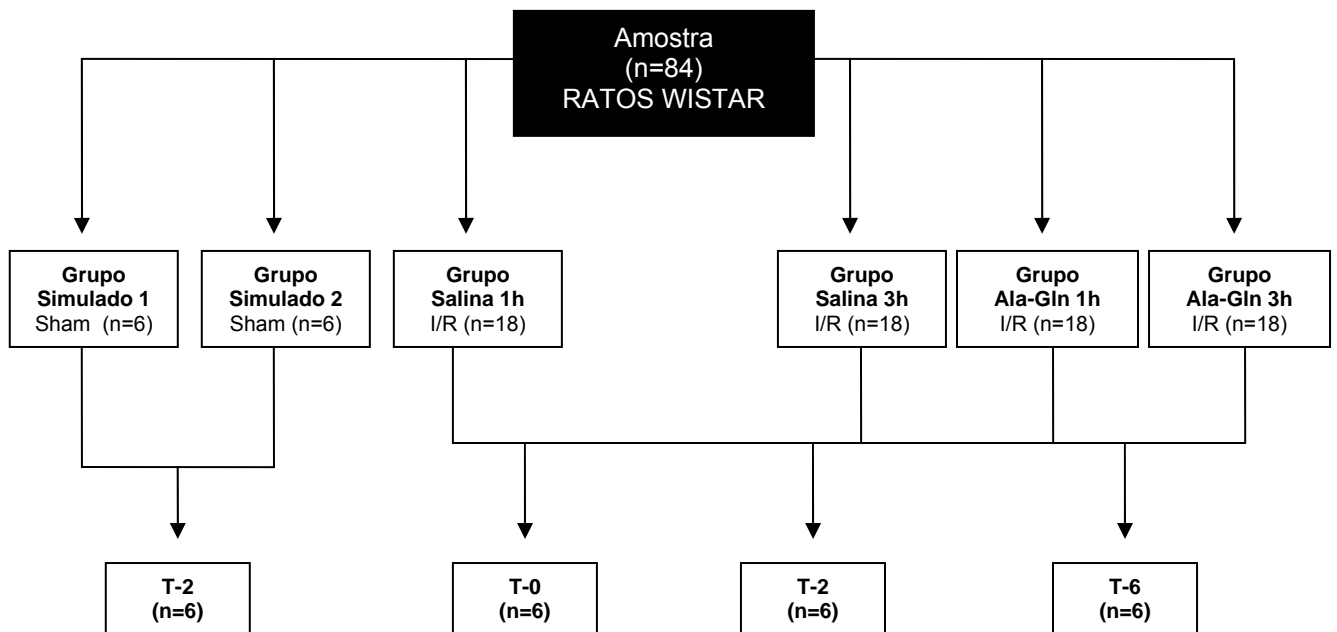 Amostra
(n=84)
RATOS WISTAR
Grupo
Simulado 1
Sham (n=6)
Grupo
Simulado 2
Sham (n=6)
Grupo
Salina 1h
I/R (n=18)
Grupo
Salina 3h
I/R (n=18)
Grupo
Ala-Gln 1h
I/R (n=18)
Grupo
Ala-Gln 3h
I/R (n=18)
T-2
(n=6)
T-0
(n=6)
T-2
(n=6)
T-6
(n=6)